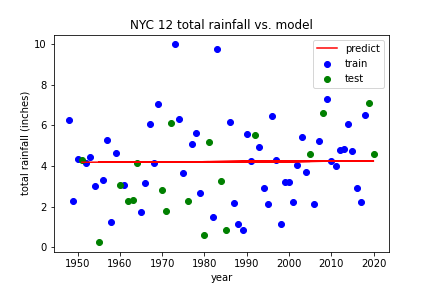 NYC 12 total rainfall vs. model
predict
train
test
total rainfall (inches)
10
8
6
4
2
0
1950 1960 1970 1980 1990 2000 2010 2020
year